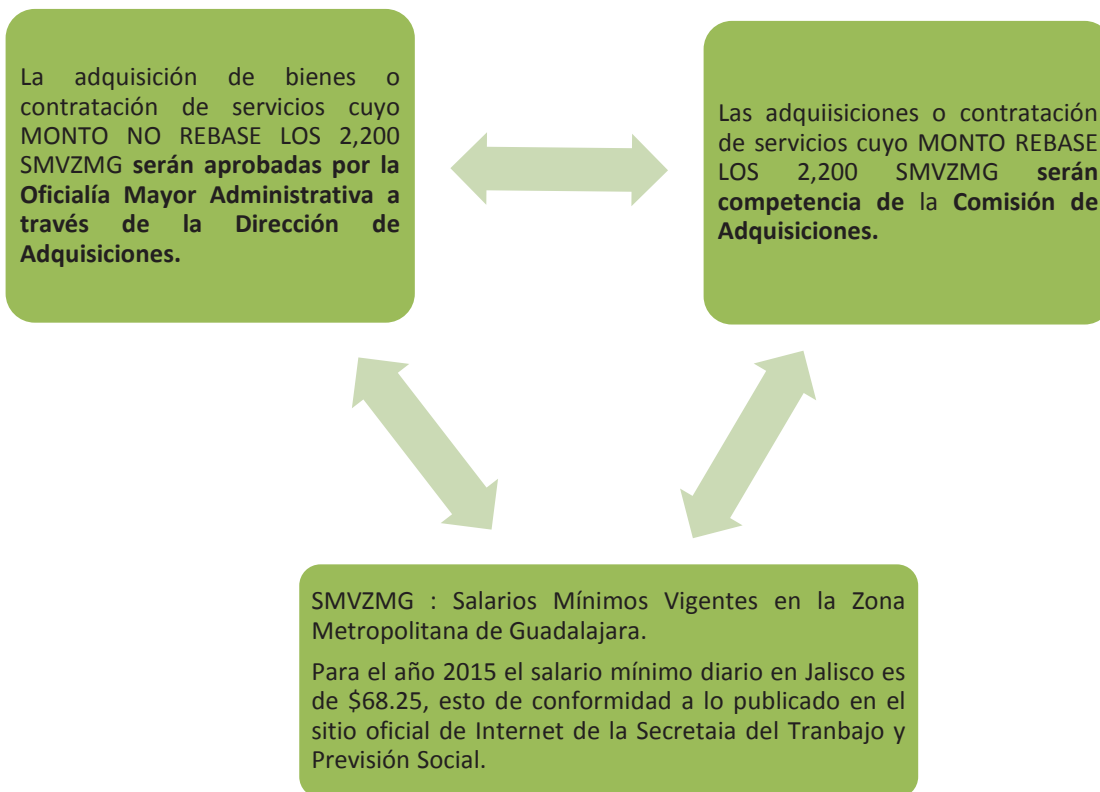 La adquisición de bienes o
contratación de servicios cuyo
MONTO NO REBASE LOS 2,200
SMVZMG serán aprobadas por la
Oficialía Mayor Administrativa a
través de la Dirección de
Adquisiciones.
Las adquiisiciones o contratación
de servicios cuyo MONTO REBASE
LOS 2,200 SMVZMG serán
competencia de la Comisión de
Adquisiciones.
SMVZMG : Salarios Mínimos Vigentes en la Zona
Metropolitana de Guadalajara.
Para el año 2015 el salario mínimo diario en Jalisco es
de $68.25, esto de conformidad a lo publicado en el
sitio oficial de Internet de la Secretaia del Tranbajo y
Previsión Social.